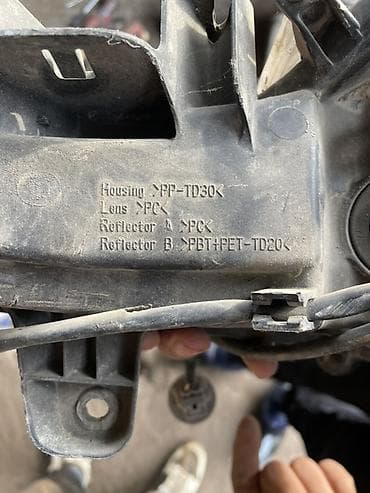 Housing >PP-TD30<
Lens >PC<
Reflector A >PC<
Reflector B >PBT+PET-TD20<